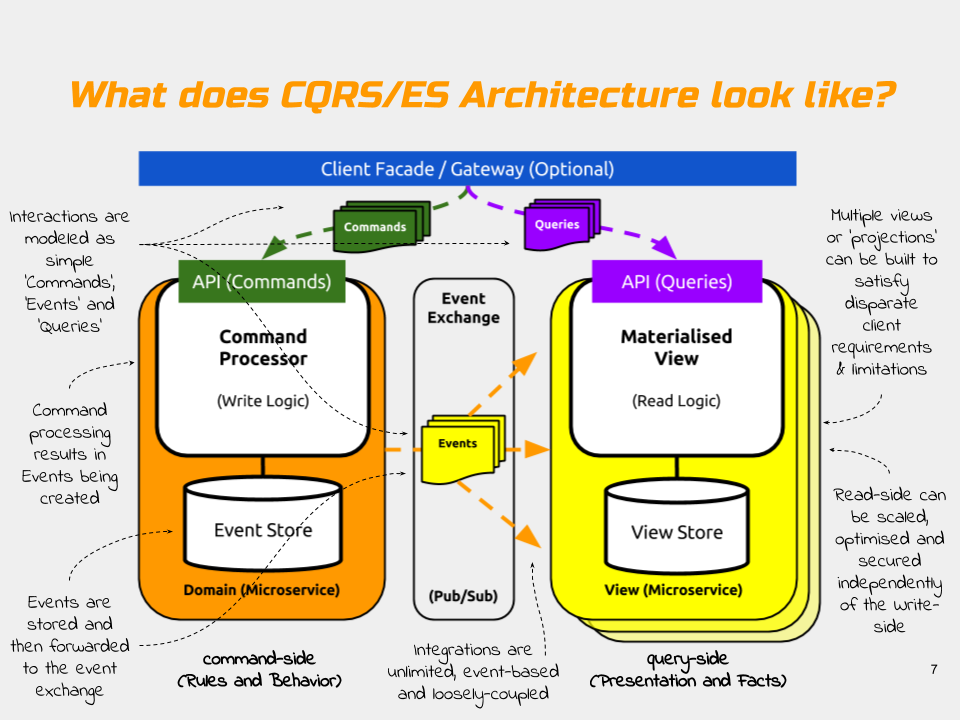 What does CQRS/ES Architecture look like?
Client Facade / Gateway (Optional)
Interactions are
modeled as
simple
'Commands',
'Events' and
'Queries'
Commands
Queries
Multiple views
or 'projections'
can be built to
satisfy
disparate
client
requirements
& limitations
API (Commands)
Command
Processor
(Write Logic)
Event
Exchange
API (Queries)
Materialised
View
(Read Logic)
Command
processing
results in
Events being
created
Events
Event Store
Domain (Microservice)
(Pub/Sub)
View Store
View (Microservice)
Read-side can
be scaled,
optimised and
secured
independently
of the write-
side
Events are
stored and
then forwarded
to the event
exchange
command-side
(Rules and Behavior)
Integrations are
unlimited, event-based
and loosely-coupled
query-side
(Presentation and Facts)
7